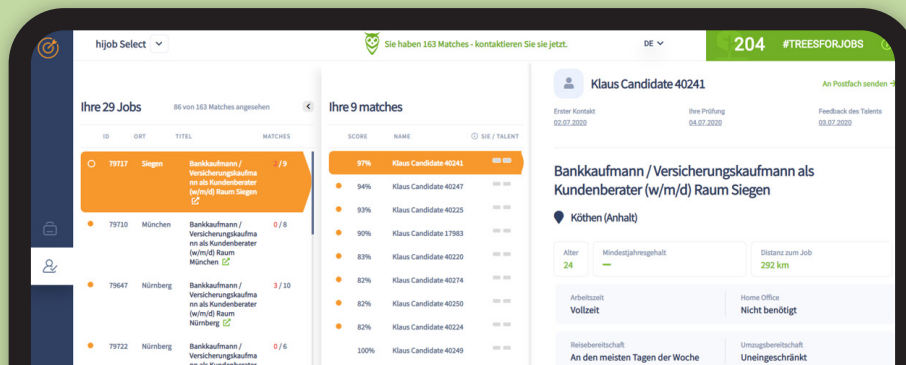 hijob Select
Sie haben 163 Matches - kontaktieren Sie sie jetzt.
DE
204 #TREESFORJOBS
Ihre 29 Jobs
86 von 163 Matches angesehen
ID ORT TITEL MATCHES
79717 Siegen Bankkaufmann / /9
Versicherungskaufma
nn als Kundenberater
(w/m/d) Raum Siegen
79710 München Bankkaufmann / 0/8
Versicherungskaufma
nn als Kundenberater
(w/m/d) Raum
München
79647 Nürnberg Bankkaufmann / 3/10
Versicherungskaufma
nn als Kundenberater
(w/m/d) Raum
Nürnberg
79722 Nürnberg Bankkaufmann / 0/6
Versicherungskaufma
nn als Kundenberater
Ihre 9 matches
SCORE NAME SIE / TALENT
97% Klaus Candidate 40241
94% Klaus Candidate 40247
93% Klaus Candidate 40225
90% Klaus Candidate 17983
83% Klaus Candidate 40220
82% Klaus Candidate 40274
82% Klaus Candidate 40250
82% Klaus Candidate 40224
100% Klaus Candidate 40249
Klaus Candidate 40241
An Postfach senden
Erster Kontakt Ihre Prüfung Feedback des Talents
02.07.2020 04.07.2020 03.07.2020
Bankkaufmann / Versicherungskaufmann als
Kundenberater (w/m/d) Raum Siegen
Köthen (Anhalt)
Alter Mindestjahresgehalt Distanz zum Job
24 — 292 km
Arbeitszeit Home Office
Vollzeit Nicht benötigt
Reisebereitschaft Umzugsbereitschaft
An den meisten Tagen der Woche Uneingeschränkt